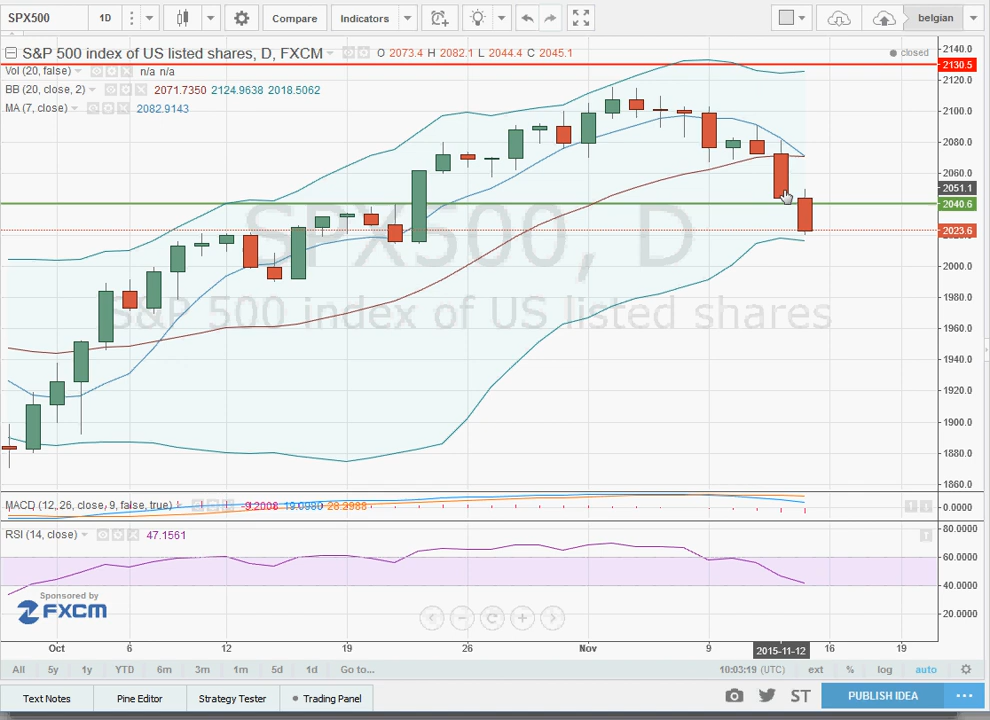 SPX500 1D Compare Indicators belgian
S&P 500 index of US listed shares, D, FXCM O 2073.4 H 2082.1 L 2044.4 C 2045.1 closed
Vol (20, false) n/a n/a
BB (20, close, 2) 2071.7350 2124.9638 2018.5062
MA (7, close) 2082.9143
2140.0
2130.5
2120.0
2100.0
2080.0
2060.0
2051.1
2040.6
2023.6
2000.0
1980.0
1960.0
1940.0
1920.0
1900.0
1880.0
1860.0
SPX500, D
S&P 500 index of US listed shares
MACD (12, 26, close, 9, false, true) -9.2008 19.0980 28.2988
0.0000
RSI (14, close) 47.1561
80.0000
60.0000
40.0000
20.0000
Sponsored by
FXCM
Oct 6 12 19 26 Nov 9 2015-11-12 16 19
All 5y 1y YTD 6m 3m 1m 5d 1d Go to... 10:03:19 (UTC) ext % log auto
Text Notes Pine Editor Strategy Tester Trading Panel ST PUBLISH IDEA